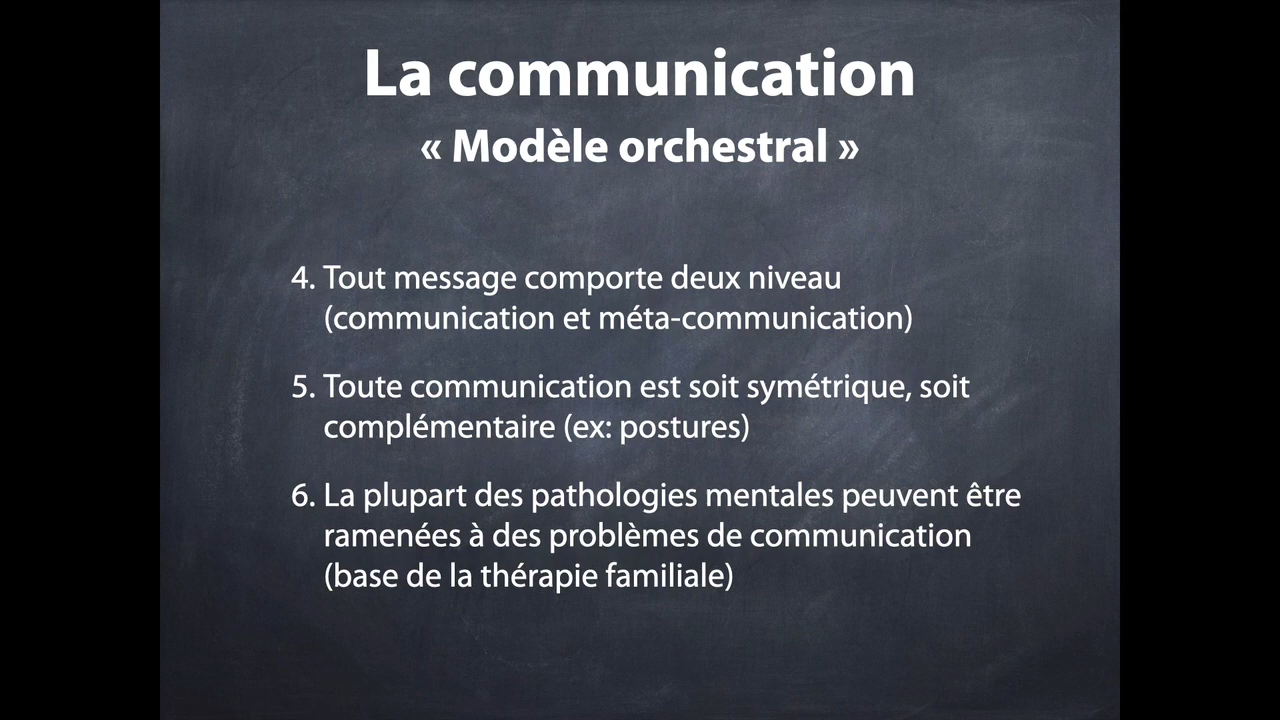 La communication
« Modèle orchestral »
4. Tout message comporte deux niveau
(communication et méta-communication)
5. Toute communication est soit symétrique, soit
complémentaire (ex: postures)
6. La plupart des pathologies mentales peuvent être
ramenées à des problèmes de communication
(base de la thérapie familiale)